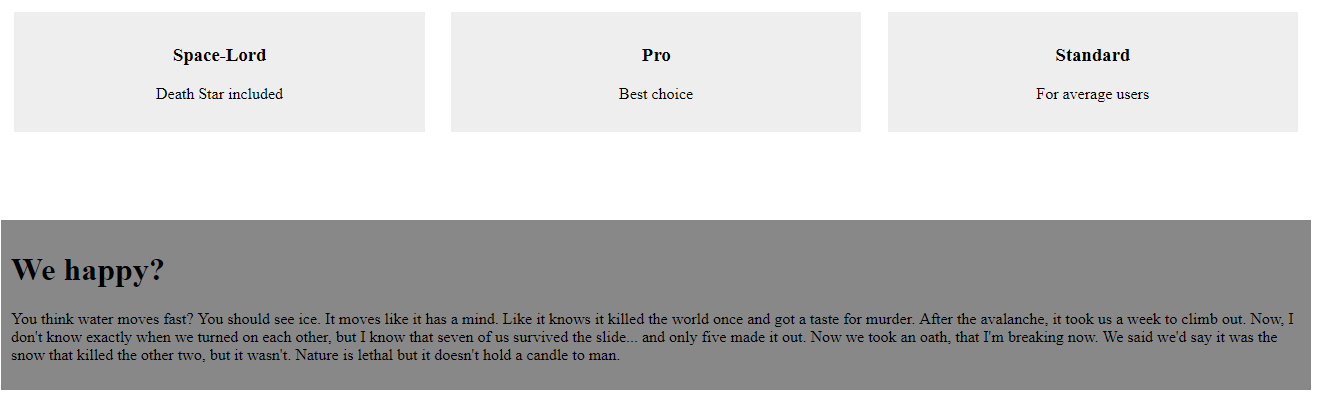 Space-Lord
Death Star included
Pro
Best choice
Standard
For average users
We happy?
You think water moves fast? You should see ice. It moves like it has a mind. Like it knows it killed the world once and got a taste for murder. After the avalanche, it took us a week to climb out. Now, I
don't know exactly when we turned on each other, but I know that seven of us survived the slide... and only five made it out. Now we took an oath, that I'm breaking now. We said we'd say it was the
snow that killed the other two, but it wasn't. Nature is lethal but it doesn't hold a candle to man.